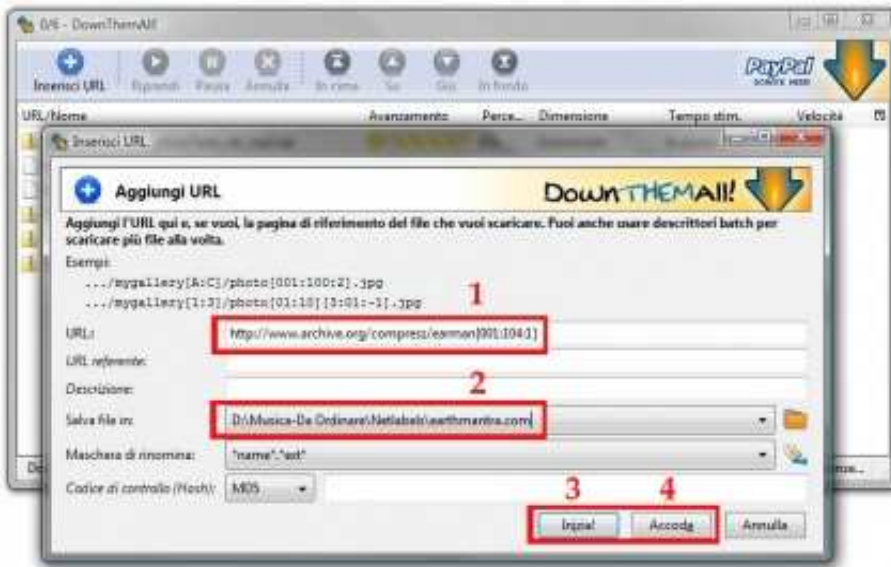 0/6 - DownThemAll!
Inserisci URL Riprendi Pausa Annulla In cima Su Giù In fondo
PayPal
DONATE HERE
URL/Nome Avanzamento Perce... Dimensione Tempo stim. Velocità
Inserisci URL
Aggiungi URL
DownTHEMAll!
Aggiungi l'URL qui e, se vuoi, la pagina di riferimento del file che vuoi scaricare. Puoi anche usare descrittori batch per
scaricare più file alla volta.
Esempi:
.../mygallery[A:C]/photo[001:100:2].jpg
.../mygallery[1:3]/photo[01:10][3:01:-1].jpg
1
URL: http://www.archive.org/compress/earman[001:104:1]
URL referente:
Descrizione:
2
Salva file in: D:\Musica-Da Ordinare\Netlabels\earthmantra.com
Maschera di rinomina: *name*.*ext*
Codice di controllo (Hash): MD5
3 4
Inizia! Accoda Annulla